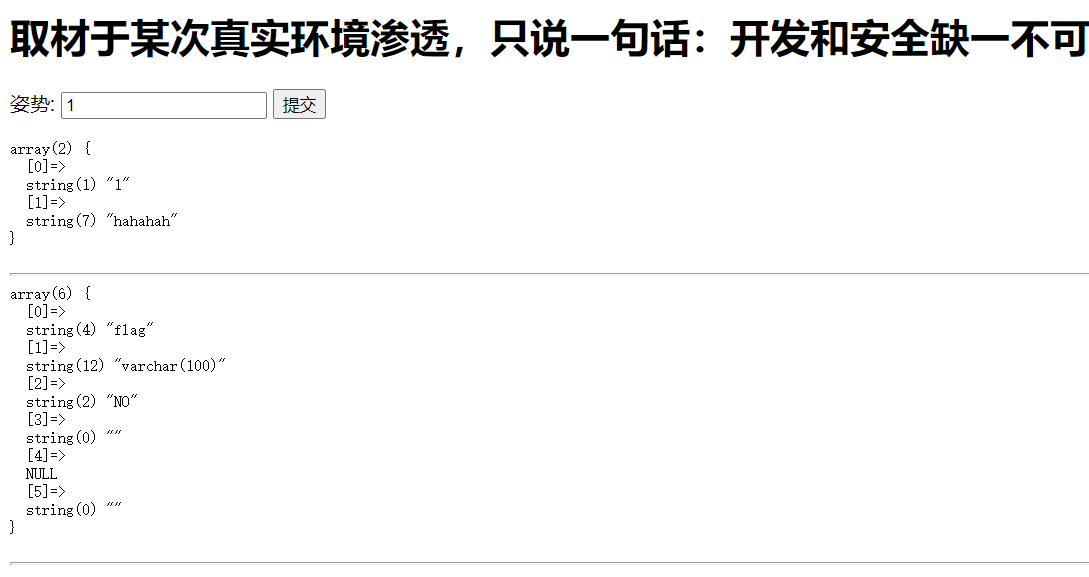 取材于某次真实环境渗透，只说一句话：开发和安全缺一不可
姿势: 1 提交
array(2) {
  [0]=>
  string(1) "1"
  [1]=>
  string(7) "hahahah"
}
array(6) {
  [0]=>
  string(4) "flag"
  [1]=>
  string(12) "varchar(100)"
  [2]=>
  string(2) "NO"
  [3]=>
  string(0) ""
  [4]=>
  NULL
  [5]=>
  string(0) ""
}